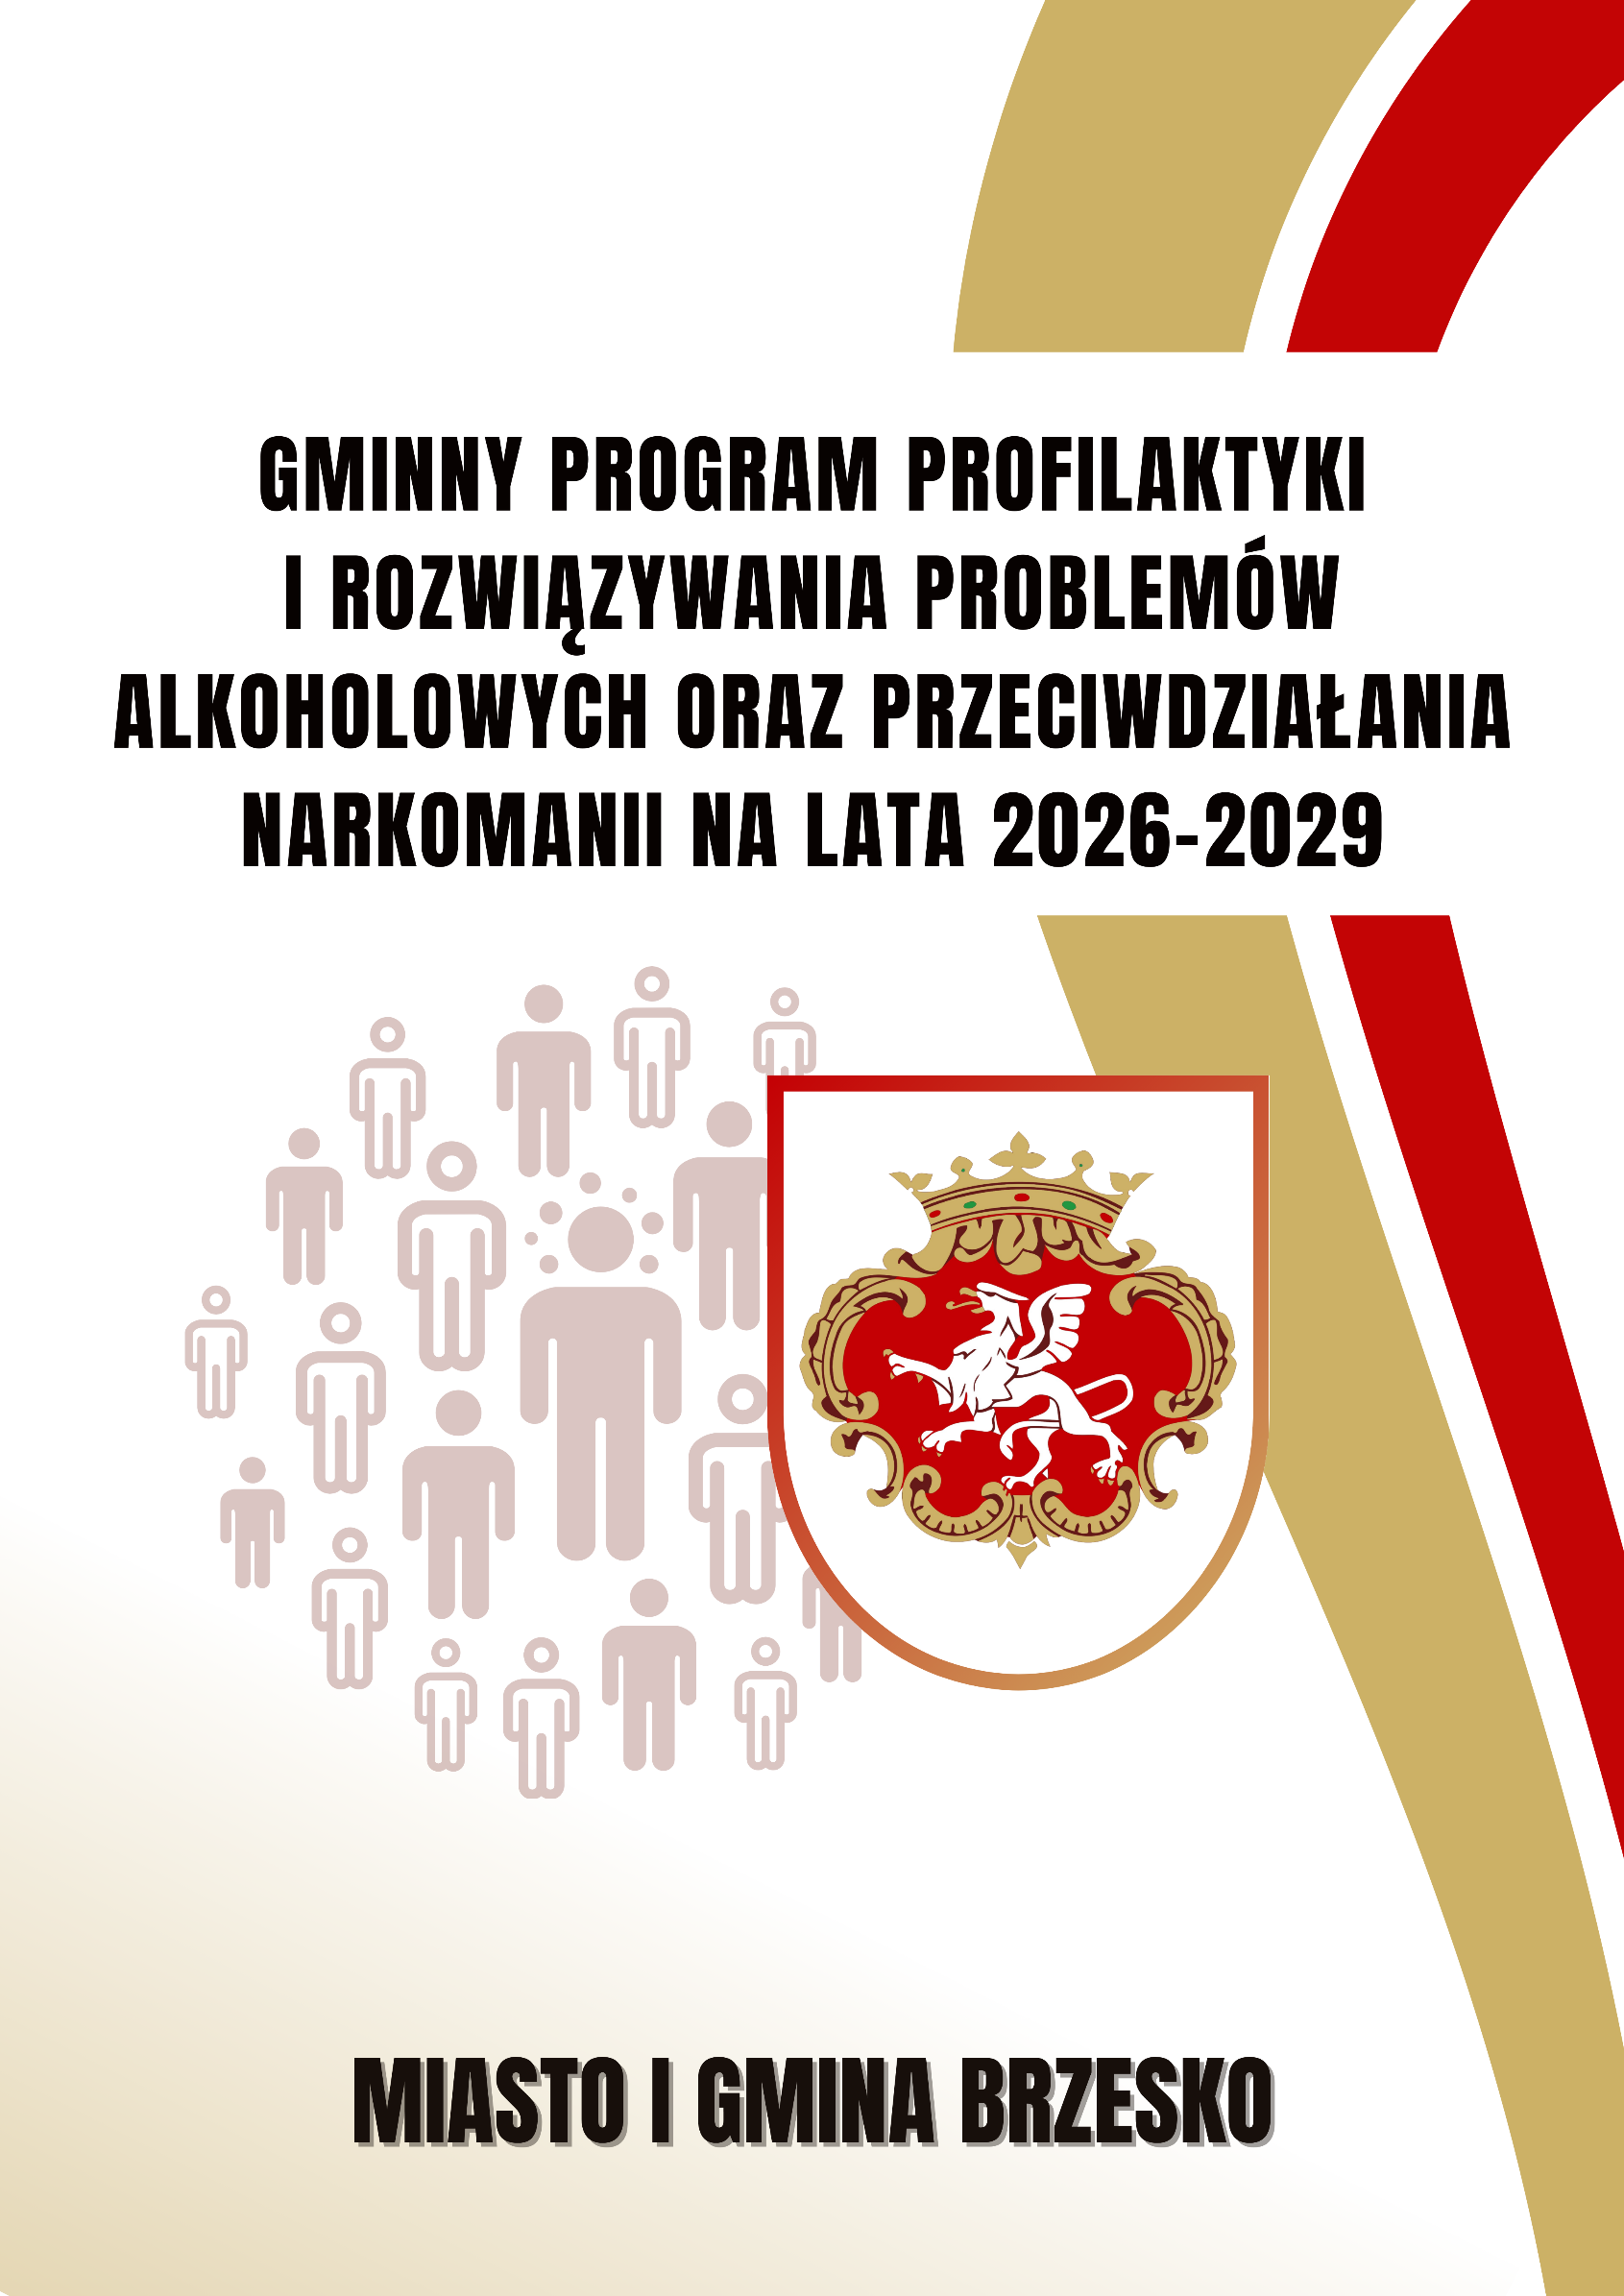 GMINNY PROGRAM PROFILAKTYKI
I ROZWIĄZYWANIA PROBLEMÓW
ALKOHOLOWYCH ORAZ PRZECIWDZIAŁANIA
NARKOMANII NA LATA 2026-2029
MIASTO I GMINA BRZESKO